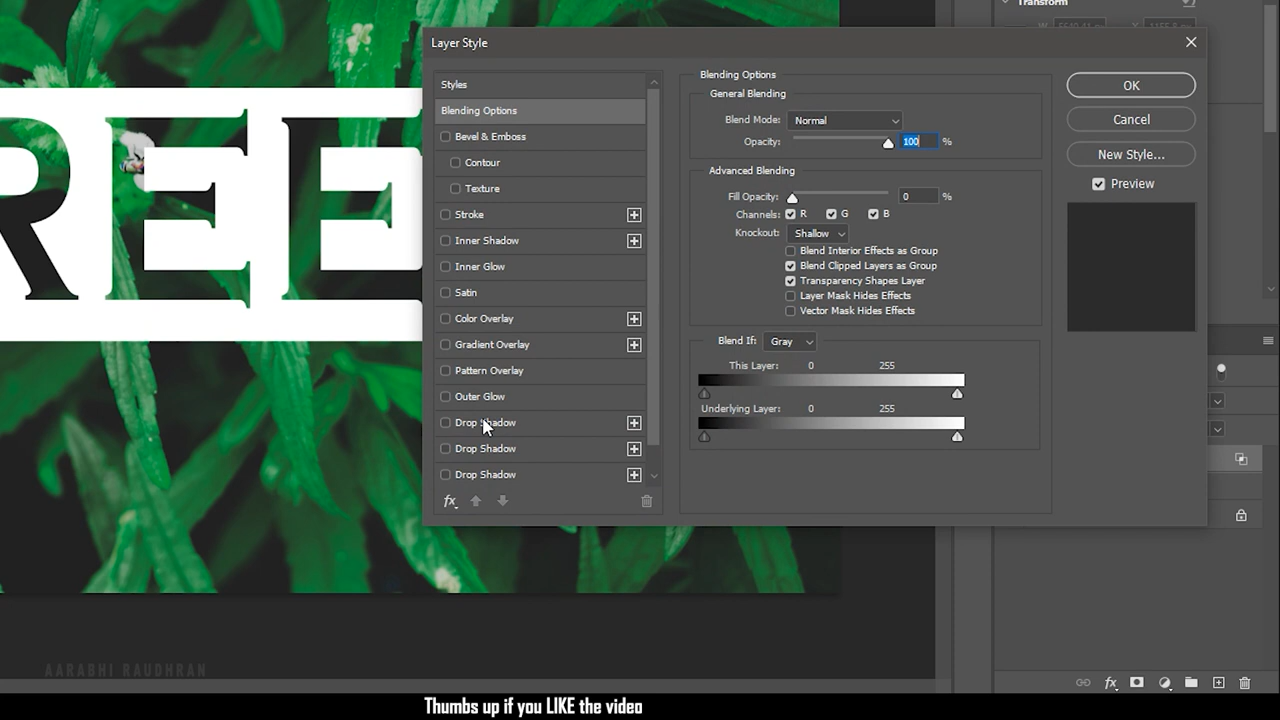 Transform
REE
Layer Style
Styles
Blending Options
Bevel & Emboss
Contour
Texture
Stroke
Inner Shadow
Inner Glow
Satin
Color Overlay
Gradient Overlay
Pattern Overlay
Outer Glow
Drop Shadow
Drop Shadow
Drop Shadow
fx
Blending Options
General Blending
Blend Mode: Normal
Opacity: 100 %
Advanced Blending
Fill Opacity: 0 %
Channels: R G B
Knockout: Shallow
Blend Interior Effects as Group
Blend Clipped Layers as Group
Transparency Shapes Layer
Layer Mask Hides Effects
Vector Mask Hides Effects
Blend If: Gray
This Layer: 0 255
Underlying Layer: 0 255
OK
Cancel
New Style...
Preview
fx
AARABHI RAUDHRAN
Thumbs up if you LIKE the video